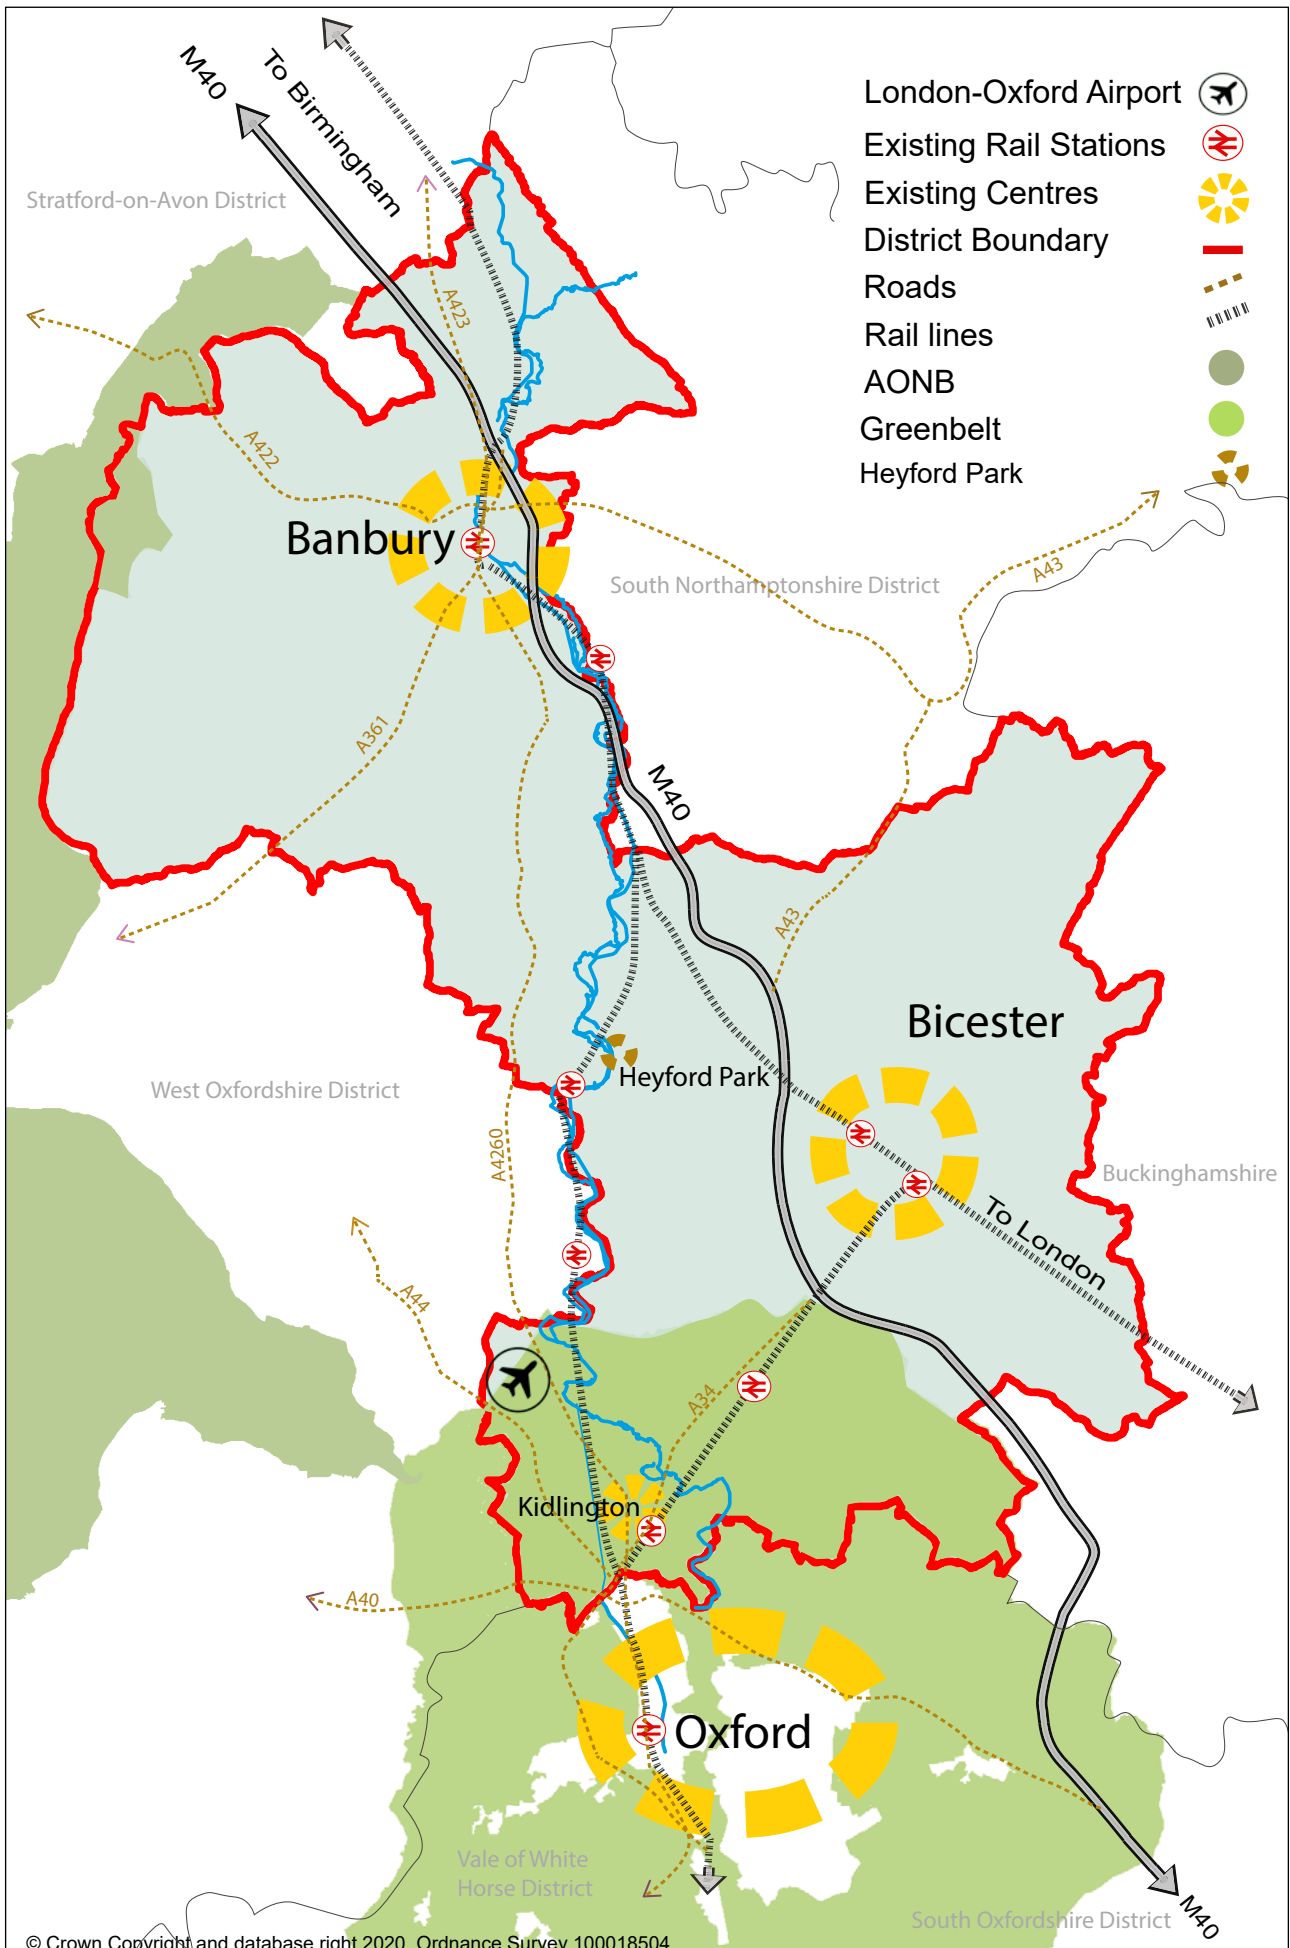 M40
To Birmingham
London-Oxford Airport
Existing Rail Stations
Existing Centres
District Boundary
Roads
Rail lines
AONB
Greenbelt
Heyford Park
Stratford-on-Avon District
A423
A422
Banbury
South Northamptonshire District
A43
A361
M40
A43
Bicester
Heyford Park
West Oxfordshire District
A4260
Buckinghamshire
To London
A44
A34
Kidlington
A40
Oxford
Vale of White
Horse District
South Oxfordshire District
M40
© Crown Copyright and database right 2020. Ordnance Survey 100018504